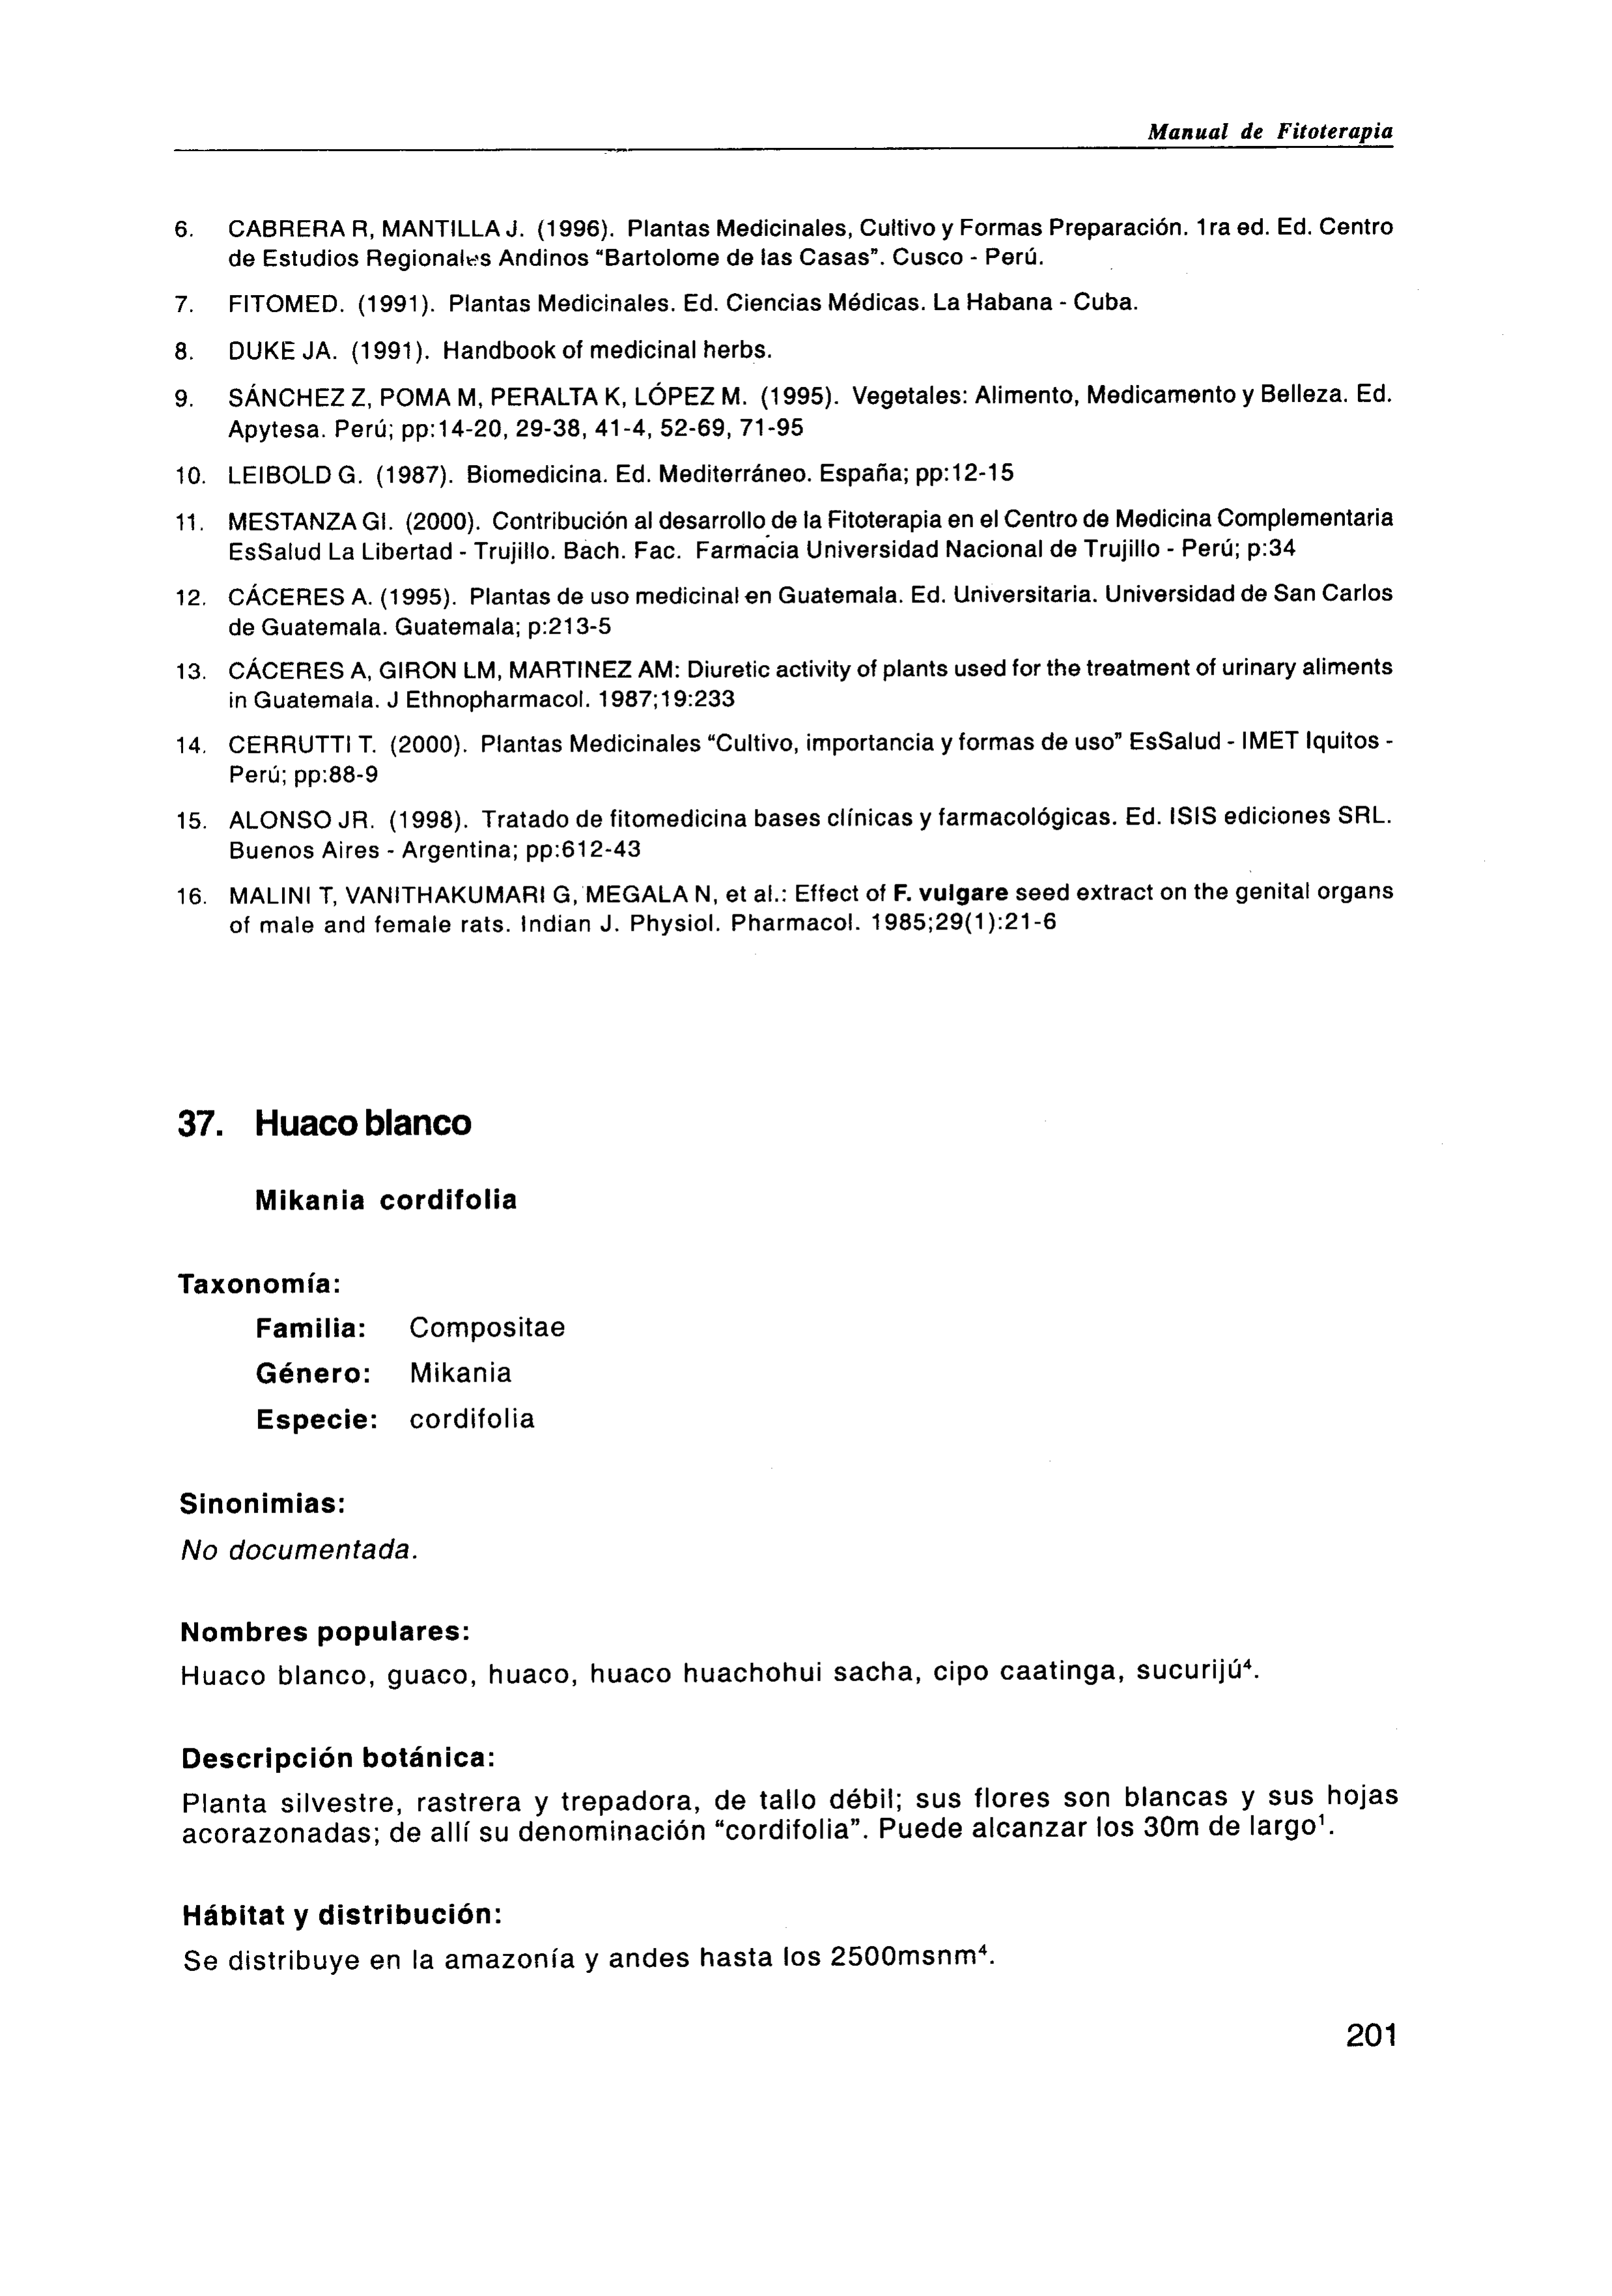 Manual de Fitoterapia
6. CABRERA R, MANTILLA J. (1996). Plantas Medicinales, Cultivo y Formas Preparación. 1ra ed. Ed. Centro
de Estudios Regionales Andinos “Bartolome de las Casas”. Cusco - Perú.
7. FITOMED. (1991). Plantas Medicinales. Ed. Ciencias Médicas. La Habana - Cuba.
8. DUKE JA. (1991). Handbook of medicinal herbs.
9. SÁNCHEZ Z, POMA M, PERALTA K, LÓPEZ M. (1995). Vegetales: Alimento, Medicamento y Belleza. Ed.
Apytesa. Perú; pp:14-20, 29-38, 41-4, 52-69, 71-95
10. LEIBOLD G. (1987). Biomedicina. Ed. Mediterráneo. España; pp:12-15
11. MESTANZA GI. (2000). Contribución al desarrollo de la Fitoterapia en el Centro de Medicina Complementaria
EsSalud La Libertad - Trujillo. Bach. Fac. Farmacia Universidad Nacional de Trujillo - Perú; p:34
12. CÁCERES A. (1995). Plantas de uso medicinal en Guatemala. Ed. Universitaria. Universidad de San Carlos
de Guatemala. Guatemala; p:213-5
13. CÁCERES A, GIRON LM, MARTINEZ AM: Diuretic activity of plants used for the treatment of urinary aliments
in Guatemala. J Ethnopharmacol. 1987;19:233
14. CERRUTTI T. (2000). Plantas Medicinales “Cultivo, importancia y formas de uso” EsSalud - IMET Iquitos -
Perú; pp:88-9
15. ALONSO JR. (1998). Tratado de fitomedicina bases clínicas y farmacológicas. Ed. ISIS ediciones SRL.
Buenos Aires - Argentina; pp:612-43
16. MALINI T, VANITHAKUMARI G, MEGALA N, et al.: Effect of F. vulgare seed extract on the genital organs
of male and female rats. Indian J. Physiol. Pharmacol. 1985;29(1):21-6
37. Huaco blanco
Mikania cordifolia
Taxonomía:
Familia: Compositae
Género: Mikania
Especie: cordifolia
Sinonimias:
No documentada.
Nombres populares:
Huaco blanco, guaco, huaco, huaco huachohui sacha, cipo caatinga, sucurijú⁴.
Descripción botánica:
Planta silvestre, rastrera y trepadora, de tallo débil; sus flores son blancas y sus hojas
acorazonadas; de allí su denominación “cordifolia”. Puede alcanzar los 30m de largo¹.
Hábitat y distribución:
Se distribuye en la amazonía y andes hasta los 2500msnm⁴.
201